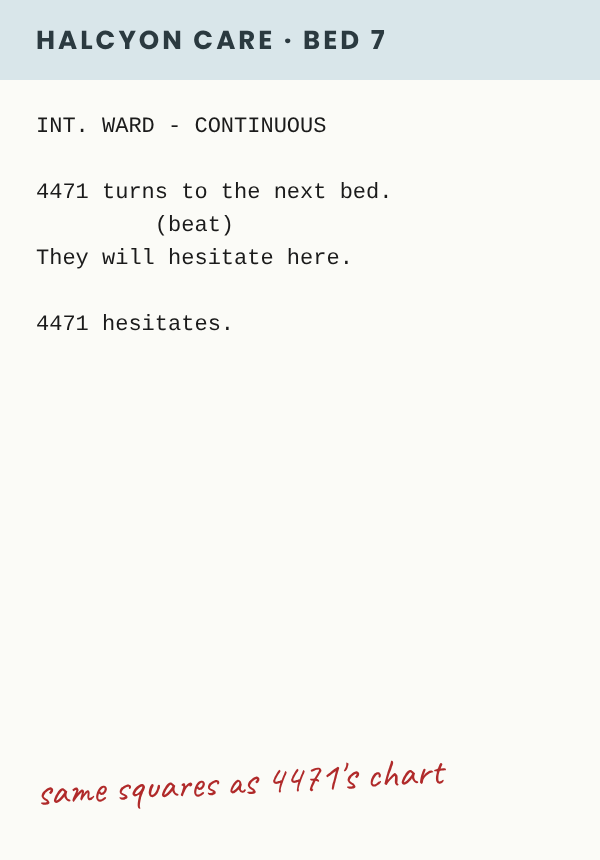 HALCYON CARE · BED 7
INT. WARD - CONTINUOUS
4471 turns to the next bed.
(beat)
They will hesitate here.
4471 hesitates.
same squares as 4471's chart